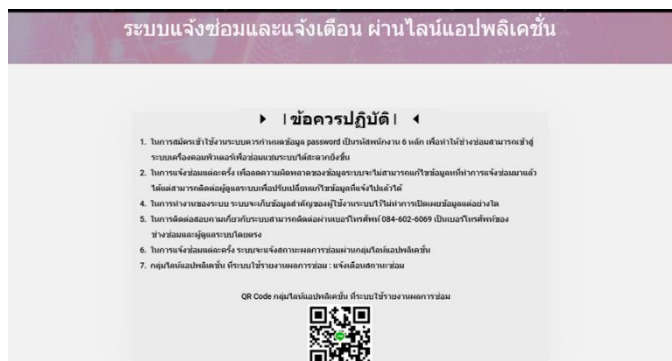 ระบบแจ้งซ่อมและแจ้งเตือน ผ่านไลน์แอปพลิเคชั่น
ข้อควรปฏิบัติ
1. ในการสมัครเข้าใช้งานระบบควรกำหนดข้อมูล password เป็นรหัสพนักงาน 6 หลัก เพื่อทำให้ช่างซ่อมสามารถเข้าสู่
ระบบเครื่องคอมพิวเตอร์เพื่อซ่อมแซมระบบได้สะดวกยิ่งขึ้น
2. ในการแจ้งซ่อมแต่ละครั้ง เพื่อลดความผิดพลาดของข้อมูลระบบจะไม่สามารถแก้ไขข้อมูลที่ทำการแจ้งซ่อมมาแล้ว
ได้แต่สามารถติดต่อผู้ดูแลระบบเพื่อปรับเปลี่ยนแก้ไขข้อมูลที่แจ้งไปแล้วได้
4. ในการทำงานของระบบ ระบบจะเก็บข้อมูลสำคัญของผู้ใช้งานระบบไว้ไม่ทำการเปิดเผยข้อมูลแต่อย่างใด
5. ในการติดต่อสอบถามเกี่ยวกับระบบสามารถติดต่อผ่านเบอร์โทรศัพท์ 084-602-6069 เป็นเบอร์โทรศัพท์ของ
ช่างซ่อมและผู้ดูแลระบบโดยตรง
6. ในการแจ้งซ่อมแต่ละครั้ง ระบบจะแจ้งสถานะผลการซ่อมผ่านกลุ่มไลน์แอปพลิเคชั่น
7. กลุ่มไลน์แอปพลิเคชั่น ที่ระบบใช้รายงานผลการซ่อม : แจ้งเตือนสถานะซ่อม
QR Code กลุ่มไลน์แอปพลิเคชั่น ที่ระบบใช้รายงานผลการซ่อม